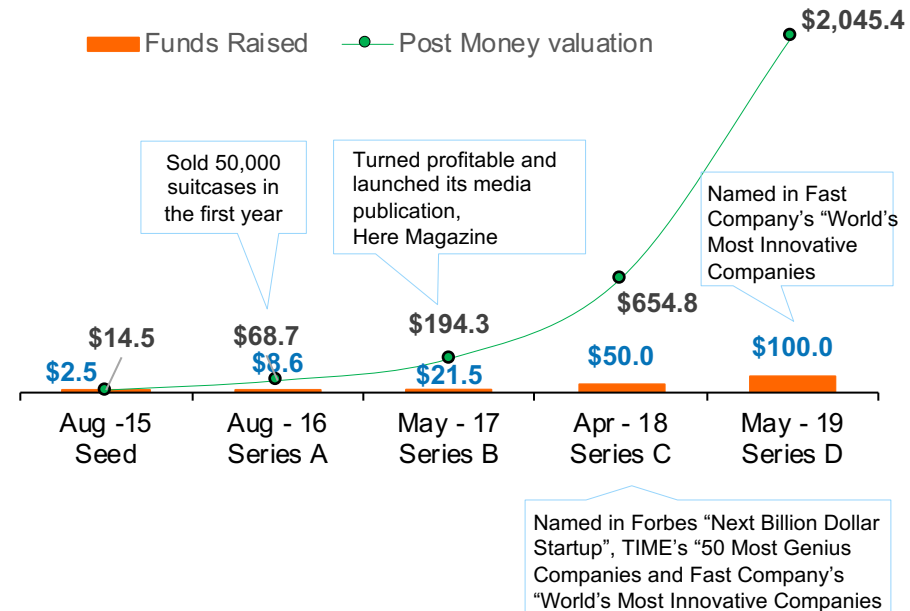 $2,045.4
Funds Raised
Post Money valuation
Sold 50,000
suitcases in
the first year
Turned profitable and
launched its media
publication,
Here Magazine
Named in Fast
Company’s “World’s
Most Innovative
Companies
$14.5
$68.7
$194.3
$654.8
$2.5
$8.6
$21.5
$50.0
$100.0
Aug -15
Seed
Aug - 16
Series A
May - 17
Series B
Apr - 18
Series C
May - 19
Series D
Named in Forbes “Next Billion Dollar
Startup”, TIME’s “50 Most Genius
Companies and Fast Company’s
“World’s Most Innovative Companies